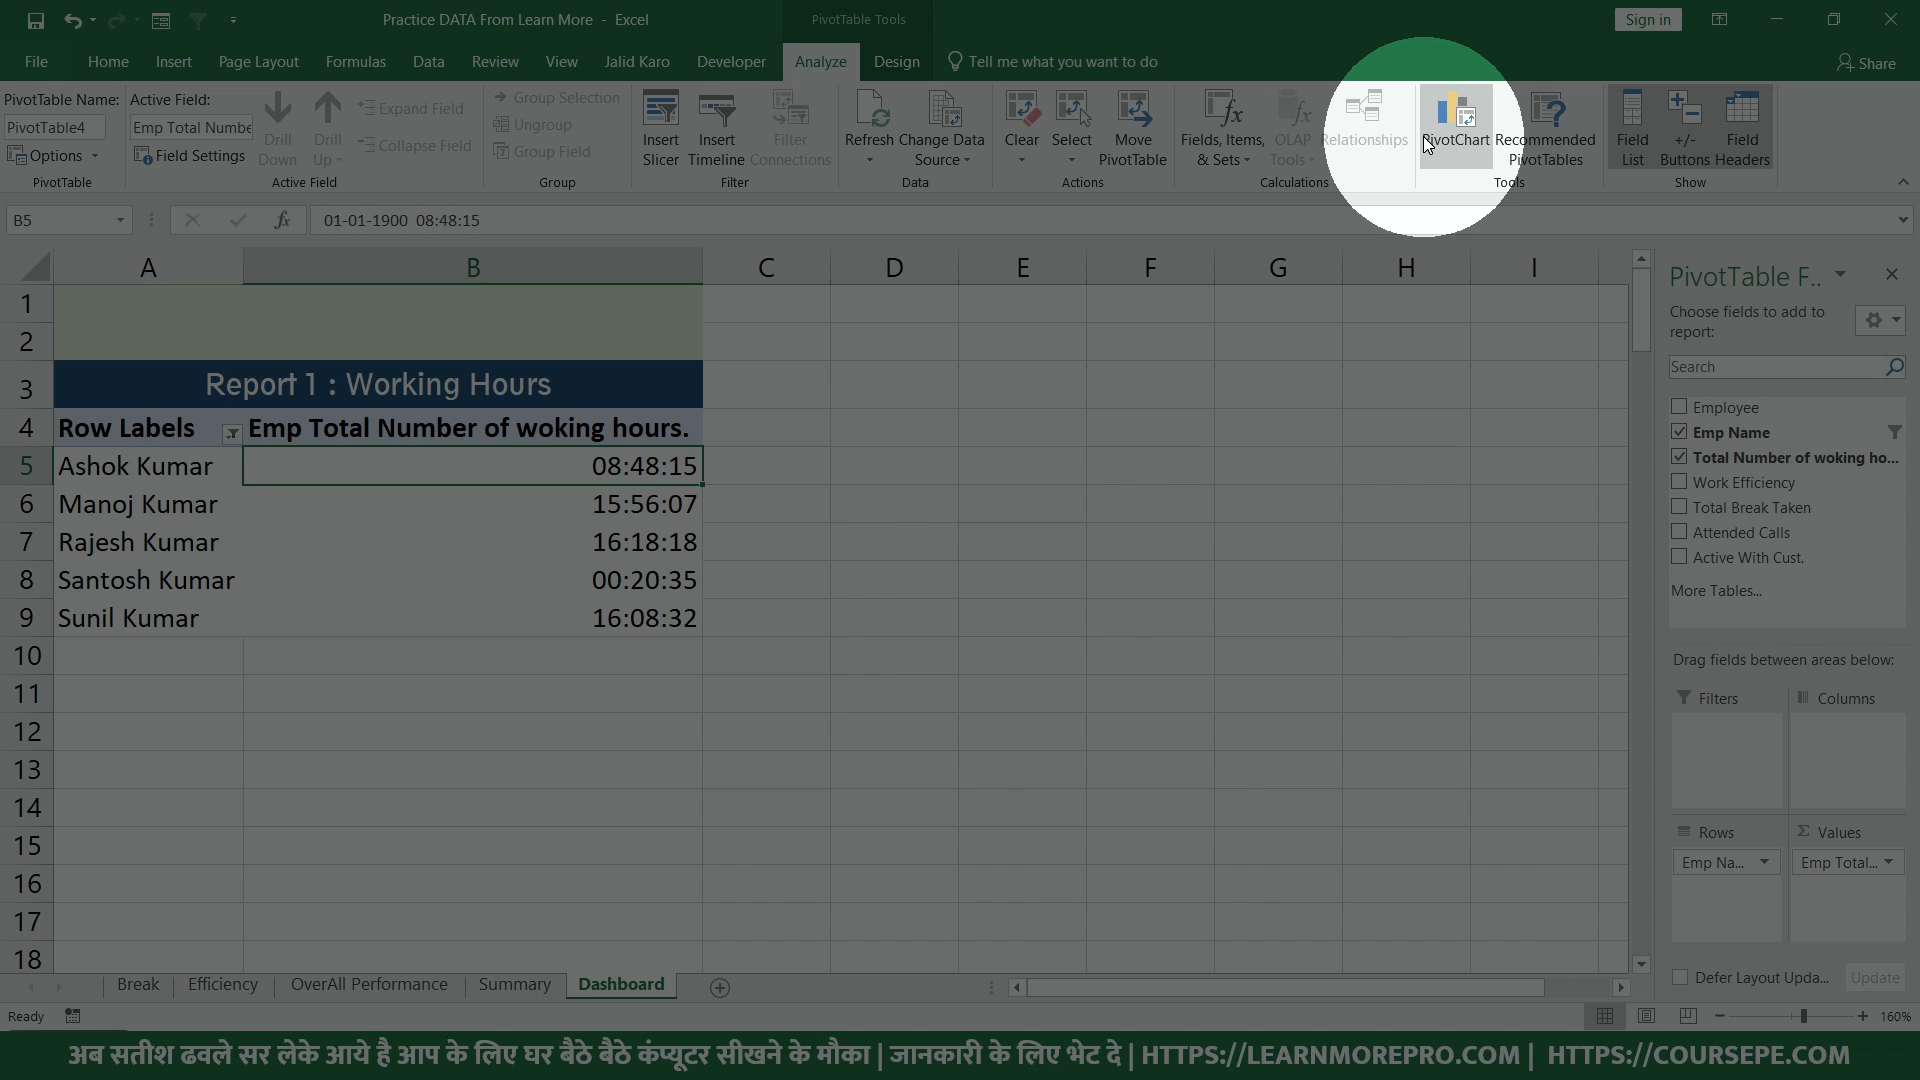 Practice DATA From Learn More - Excel
PivotTable Tools
Sign in
File Home Insert Page Layout Formulas Data Review View Jalid Karo Developer Analyze Design Tell me what you want to do Share
PivotTable Name:
PivotTable4
Options
PivotTable
Active Field:
Emp Total Numbe
Field Settings
Drill Down
Drill Up
Expand Field
Collapse Field
Active Field
Group Selection
Ungroup
Group Field
Group
Insert Slicer
Insert Timeline
Filter Connections
Filter
Refresh
Change Data Source
Data
Clear
Select
Move PivotTable
Actions
Fields, Items, & Sets
OLAP Tools
Relationships
Calculations
PivotChart
Recommended PivotTables
Tools
Field List
+/- Buttons
Field Headers
Show
B5
fx
01-01-1900 08:48:15
A B C D E F G H I
1
2
3 Report 1 : Working Hours
4 Row Labels Emp Total Number of woking hours.
5 Ashok Kumar 08:48:15
6 Manoj Kumar 15:56:07
7 Rajesh Kumar 16:18:18
8 Santosh Kumar 00:20:35
9 Sunil Kumar 16:08:32
10
11
12
13
14
15
16
17
18
PivotTable F..
Choose fields to add to report:
Search
Employee
Emp Name
Total Number of woking ho...
Work Efficiency
Total Break Taken
Attended Calls
Active With Cust.
More Tables...
Drag fields between areas below:
Filters
Columns
Rows
Values
Emp Na...
Emp Total...
Defer Layout Upda...
Update
Break Efficiency OverAll Performance Summary Dashboard
Ready
160%
अब सतीश ढवले सर लेके आये है आप के लिए घर बैठे बैठे कंप्यूटर सीखने के मौका | जानकारी के लिए भेट दे | HTTPS://LEARNMOREPRO.COM | HTTPS://COURSEPE.COM